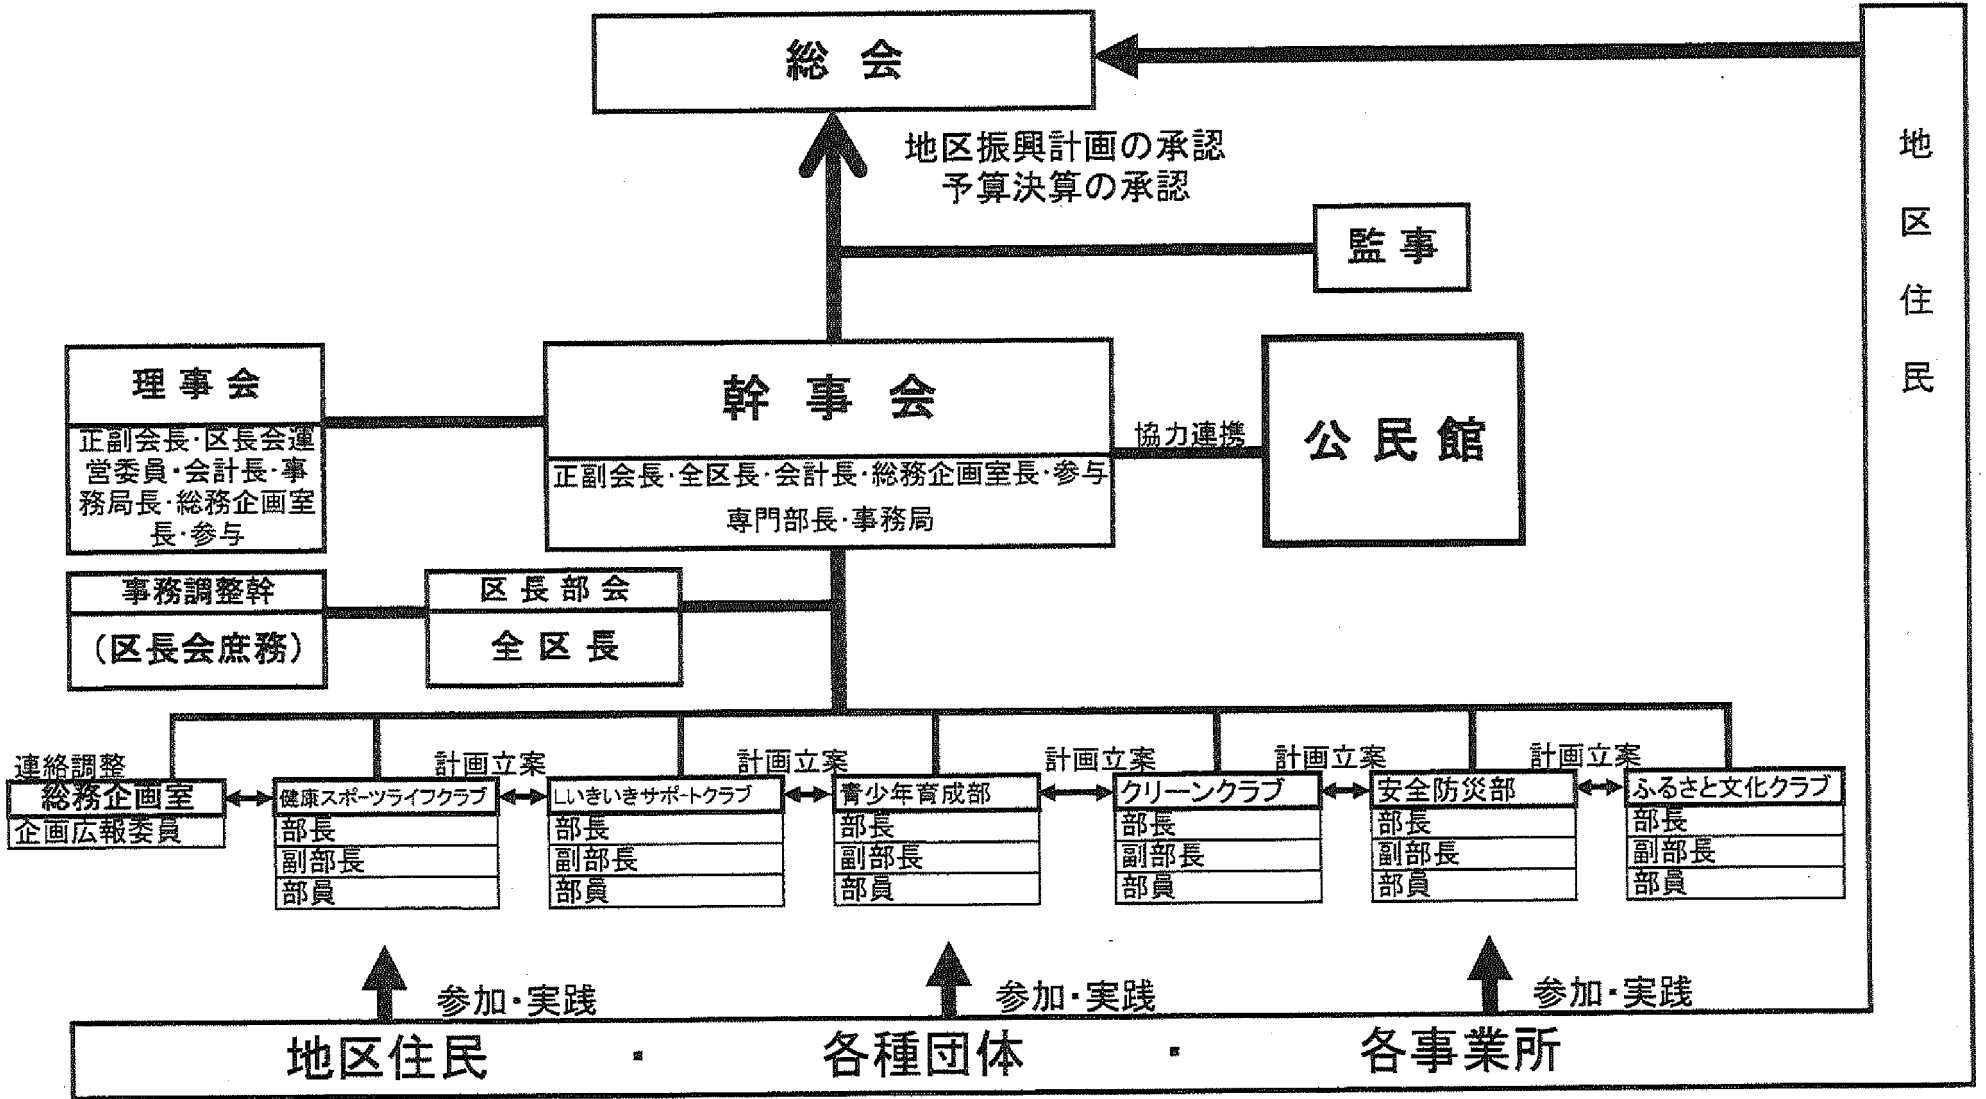 総会
地区振興計画の承認
予算決算の承認
監事
地区住民
理事会
正副会長・区長会運
営委員・会計長・事
務局長・総務企画室
長・参与
幹事会
正副会長・全区長・会計長・総務企画室長・参与
専門部長・事務局
協力連携
公民館
事務調整幹
(区長会庶務)
区長部会
全区長
連絡調整
総務企画室
企画広報委員
計画立案
計画立案
計画立案
計画立案
計画立案
健康スポーツライフクラブ
部長
副部長
部員
Lいきいきサポートクラブ
部長
副部長
部員
青少年育成部
部長
副部長
部員
クリーンクラブ
部長
副部長
部員
安全防災部
部長
副部長
部員
ふるさと文化クラブ
部長
副部長
部員
参加・実践
参加・実践
参加・実践
地区住民・各種団体・各事業所